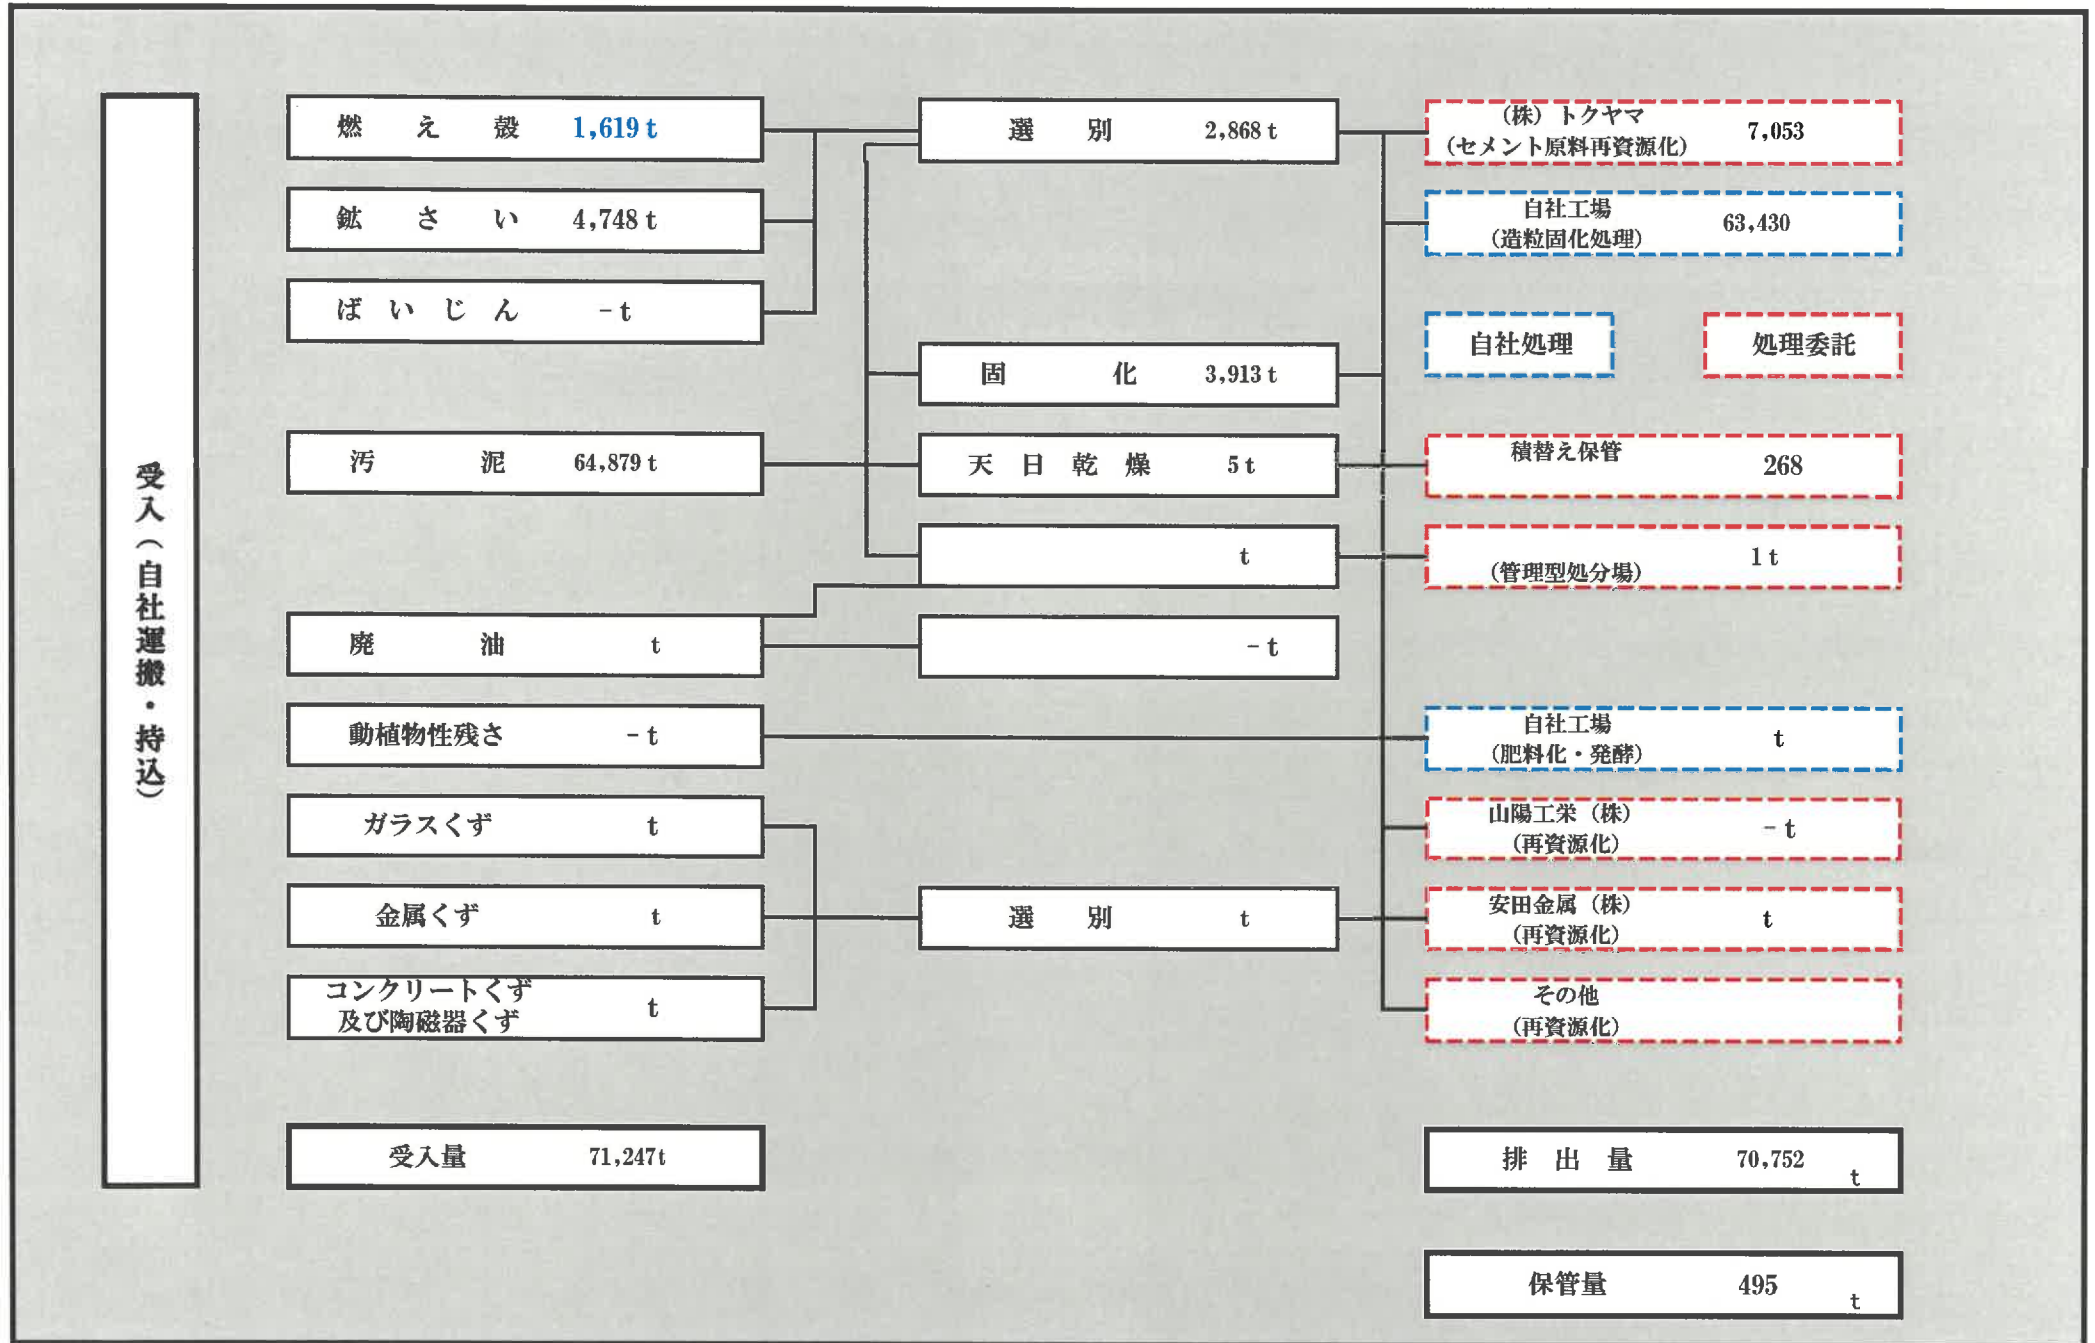 受入（自社運搬・持込）
燃え殻 1,619 t
鉱さい 4,748 t
ばいじん - t
汚泥 64,879 t
廃油 t
動植物性残さ - t
ガラスくず t
金属くず t
コンクリートくず
及び陶磁器くず t
受入量 71,247t
選別 2,868 t
固化 3,913 t
天日乾燥 5 t
t
- t
選別 t
（株）トクヤマ
（セメント原料再資源化） 7,053
自社工場
（造粒固化処理） 63,430
自社処理 処理委託
積替え保管 268
1 t
（管理型処分場）
自社工場
（肥料化・発酵） t
山陽工栄（株）
（再資源化） - t
安田金属（株）
（再資源化） t
その他
（再資源化）
排出量 70,752 t
保管量 495 t